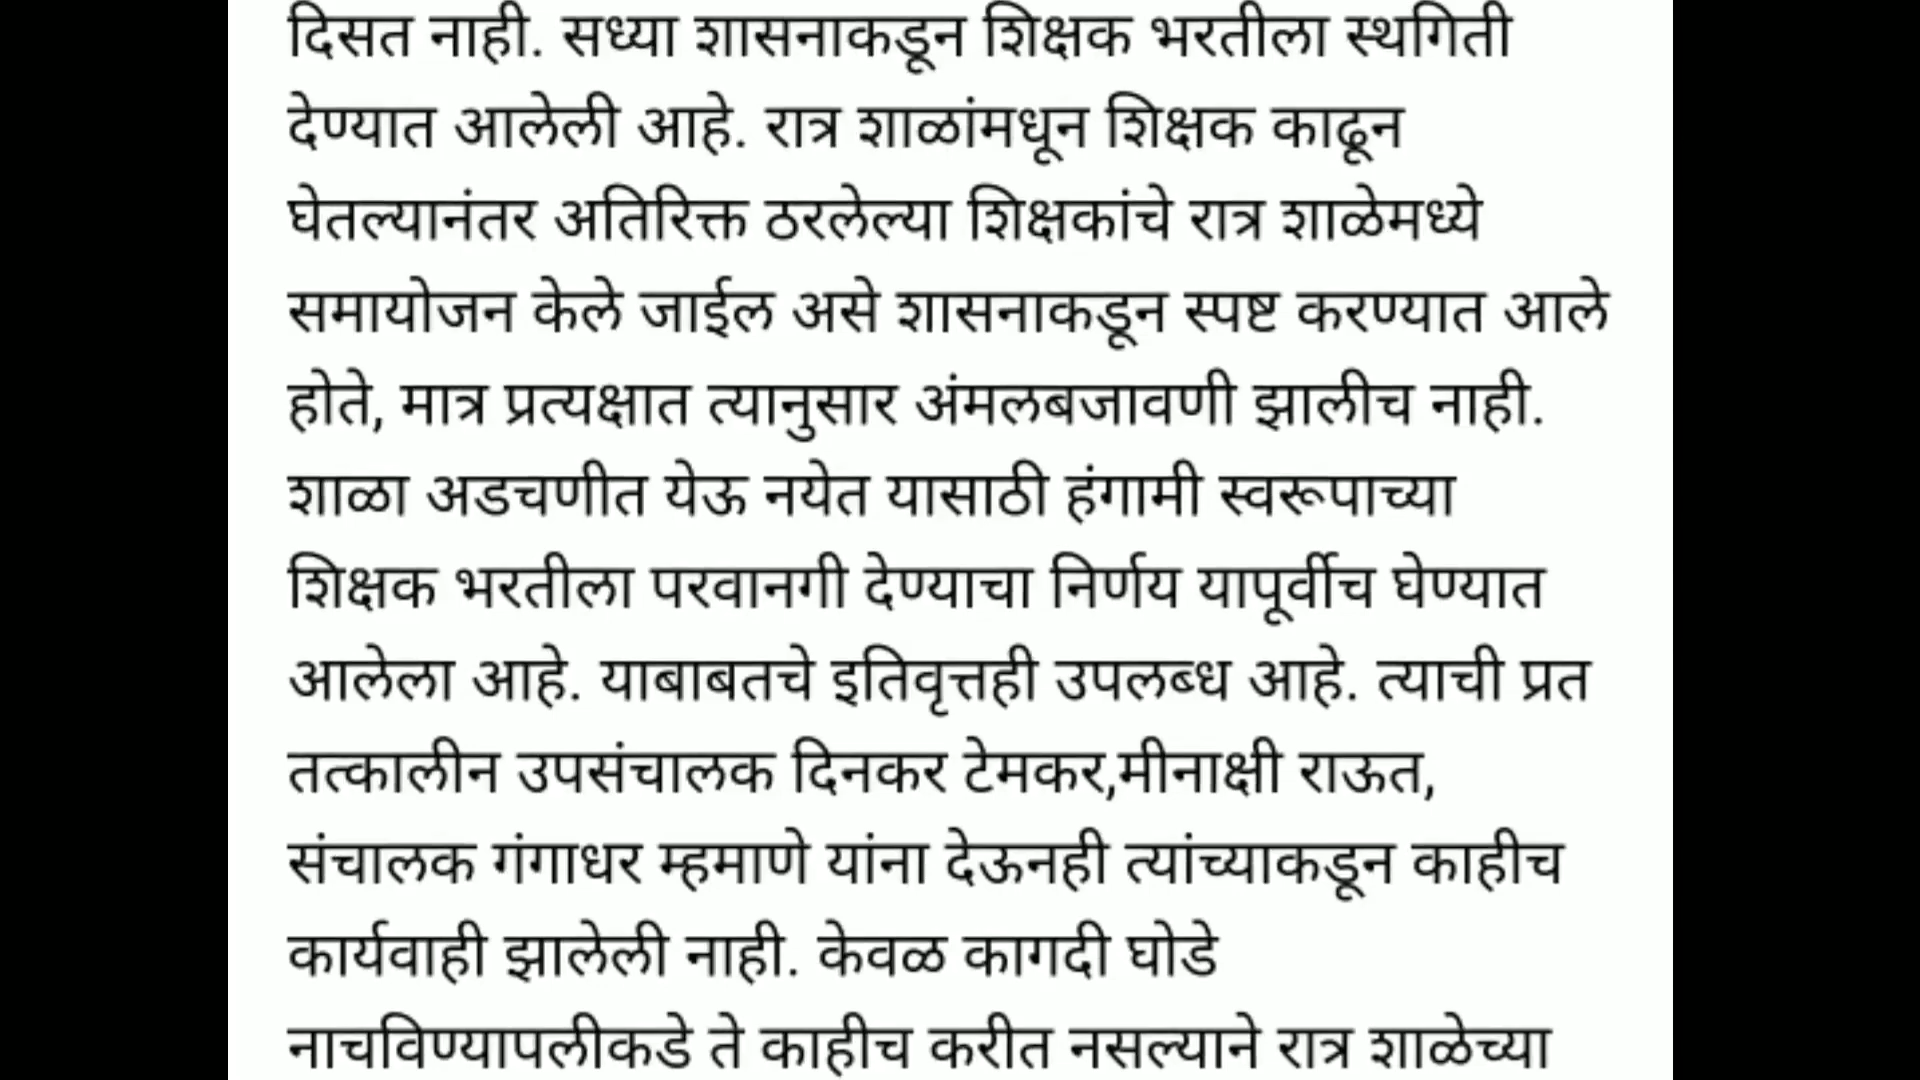 दिसत नाही. सध्या शासनाकडून शिक्षक भरतीला स्थगिती
देण्यात आलेली आहे. रात्र शाळांमधून शिक्षक काढून
घेतल्यानंतर अतिरिक्त ठरलेल्या शिक्षकांचे रात्र शाळेमध्ये
समायोजन केले जाईल असे शासनाकडून स्पष्ट करण्यात आले
होते, मात्र प्रत्यक्षात त्यानुसार अंमलबजावणी झालीच नाही.
शाळा अडचणीत येऊ नयेत यासाठी हंगामी स्वरूपाच्या
शिक्षक भरतीला परवानगी देण्याचा निर्णय यापूर्वीच घेण्यात
आलेला आहे. याबाबतचे इतिवृत्तही उपलब्ध आहे. त्याची प्रत
तत्कालीन उपसंचालक दिनकर टेमकर,मीनाक्षी राऊत,
संचालक गंगाधर म्हमाणे यांना देऊनही त्यांच्याकडून काहीच
कार्यवाही झालेली नाही. केवळ कागदी घोडे
नाचविण्यापलीकडे ते काहीच करीत नसल्याने रात्र शाळेच्या